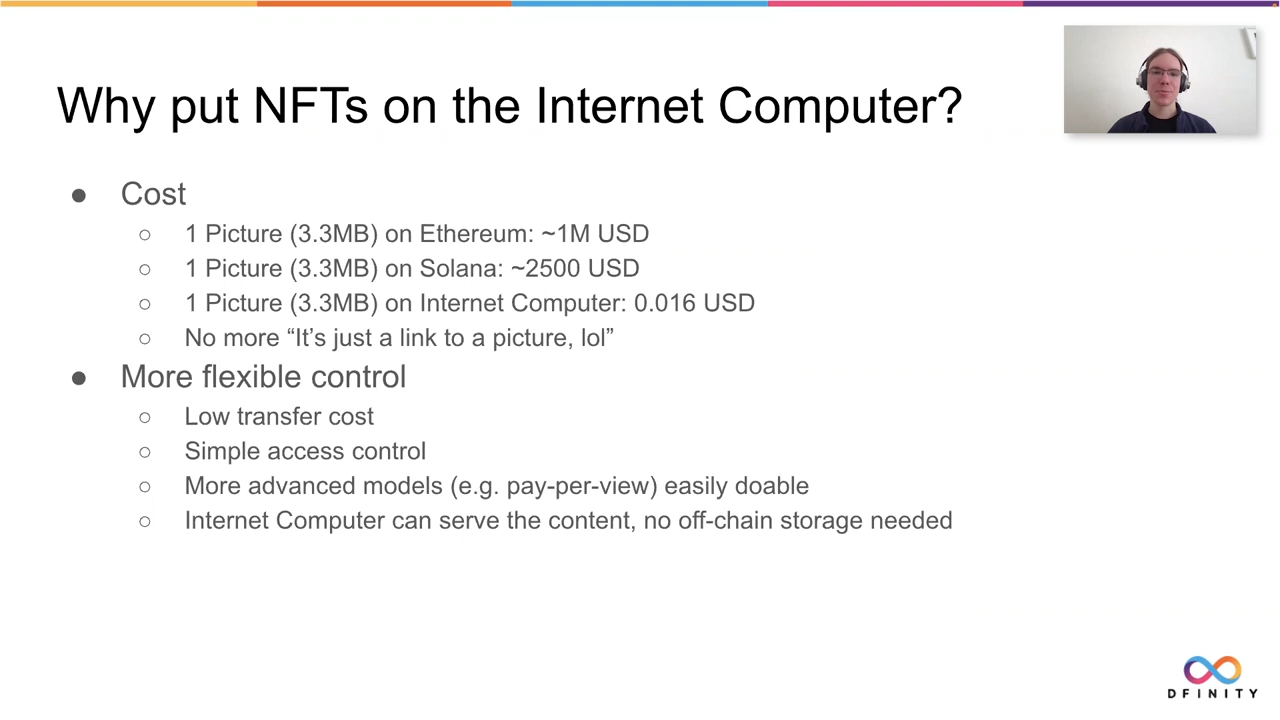 Why put NFTs on the Internet Computer?
● Cost
○ 1 Picture (3.3MB) on Ethereum: ~1M USD
○ 1 Picture (3.3MB) on Solana: ~2500 USD
○ 1 Picture (3.3MB) on Internet Computer: 0.016 USD
○ No more “It’s just a link to a picture, lol”
● More flexible control
○ Low transfer cost
○ Simple access control
○ More advanced models (e.g. pay-per-view) easily doable
○ Internet Computer can serve the content, no off-chain storage needed
DFINITY